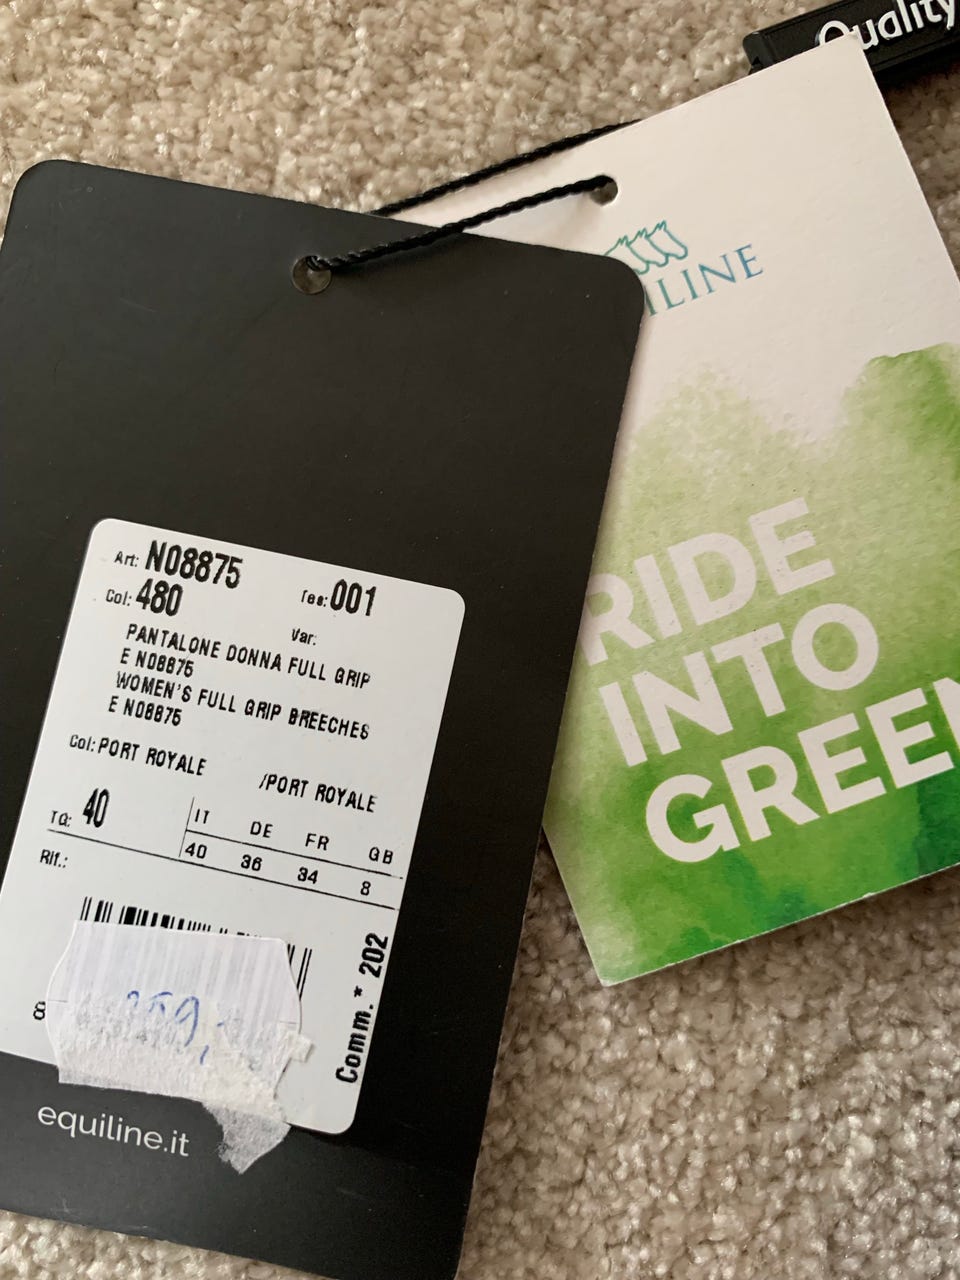 Quality
ILINE
RIDE
INTO
GREEN
Art: N08875
Tes: 001
Col: 480
Var:
PANTALONE DONNA FULL GRIP
E N08875
WOMEN'S FULL GRIP BREECHES
E N08875
Col: PORT ROYALE /PORT ROYALE
TG: 40
IT DE FR GB
40 36 34 8
Rif.:
8
Comm. * 202
equiline.it